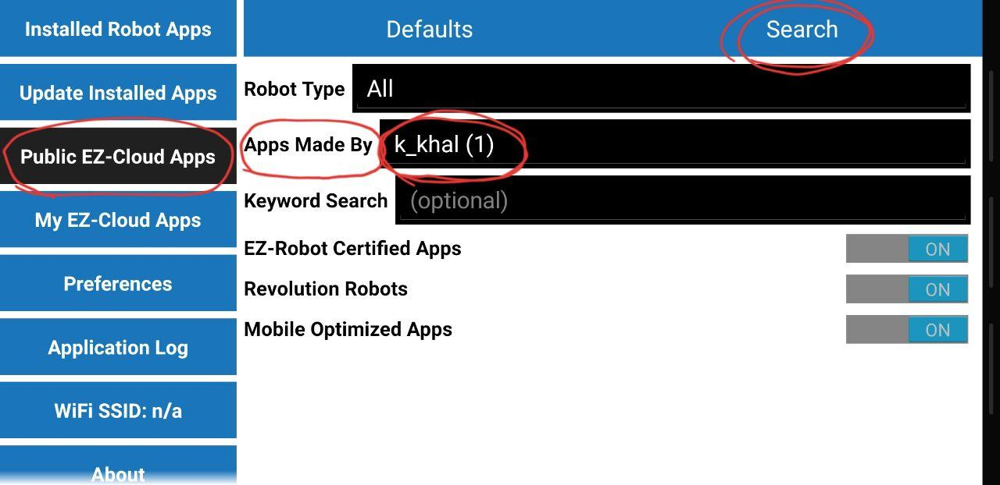 Installed Robot Apps
Update Installed Apps
Public EZ-Cloud Apps
My EZ-Cloud Apps
Preferences
Application Log
WiFi SSID: n/a
About
Defaults
Search
Robot Type All
Apps Made By k_khal (1)
Keyword Search (optional)
EZ-Robot Certified Apps ON
Revolution Robots ON
Mobile Optimized Apps ON